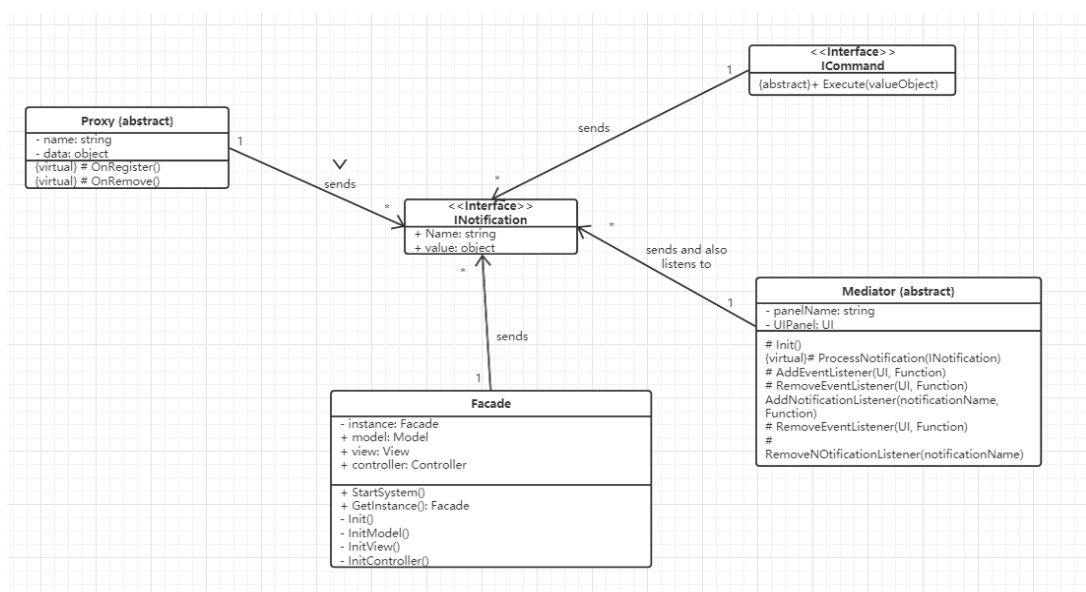 <<Interface>>
ICommand
{abstract}+ Execute(valueObject)
1
sends
*
Proxy {abstract}
- name: string
- data: object
{virtual} # OnRegister()
{virtual} # OnRemove()
1
sends
*
<<Interface>>
INotification
+ Name: string
+ value: object
*
sends and also
listens to
1
Mediator {abstract}
- panelName: string
- UIPanel: UI
# Init()
{virtual}# ProcessNotification(INotification)
# AddEventListener(UI, Function)
# RemoveEventListener(UI, Function)
AddNotificationListener(notificationName,
Function)
# RemoveEventListener(UI, Function)
#
RemoveNOtificationListener(notificationName)
*
sends
1
Facade
- instance: Facade
+ model: Model
+ view: View
+ controller: Controller
+ StartSystem()
+ GetInstance(): Facade
- Init()
- InitModel()
- InitView()
- InitController()